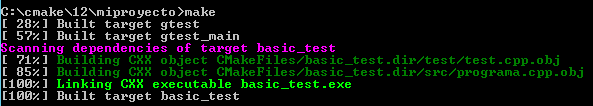 C:\cmake\12\miproyecto>make
[ 28%] Built target gtest
[ 57%] Built target gtest_main
Scanning dependencies of target basic_test
[ 71%] Building CXX object CMakeFiles/basic_test.dir/test/test.cpp.obj
[ 85%] Building CXX object CMakeFiles/basic_test.dir/src/programa.cpp.obj
[100%] Linking CXX executable basic_test.exe
[100%] Built target basic_test